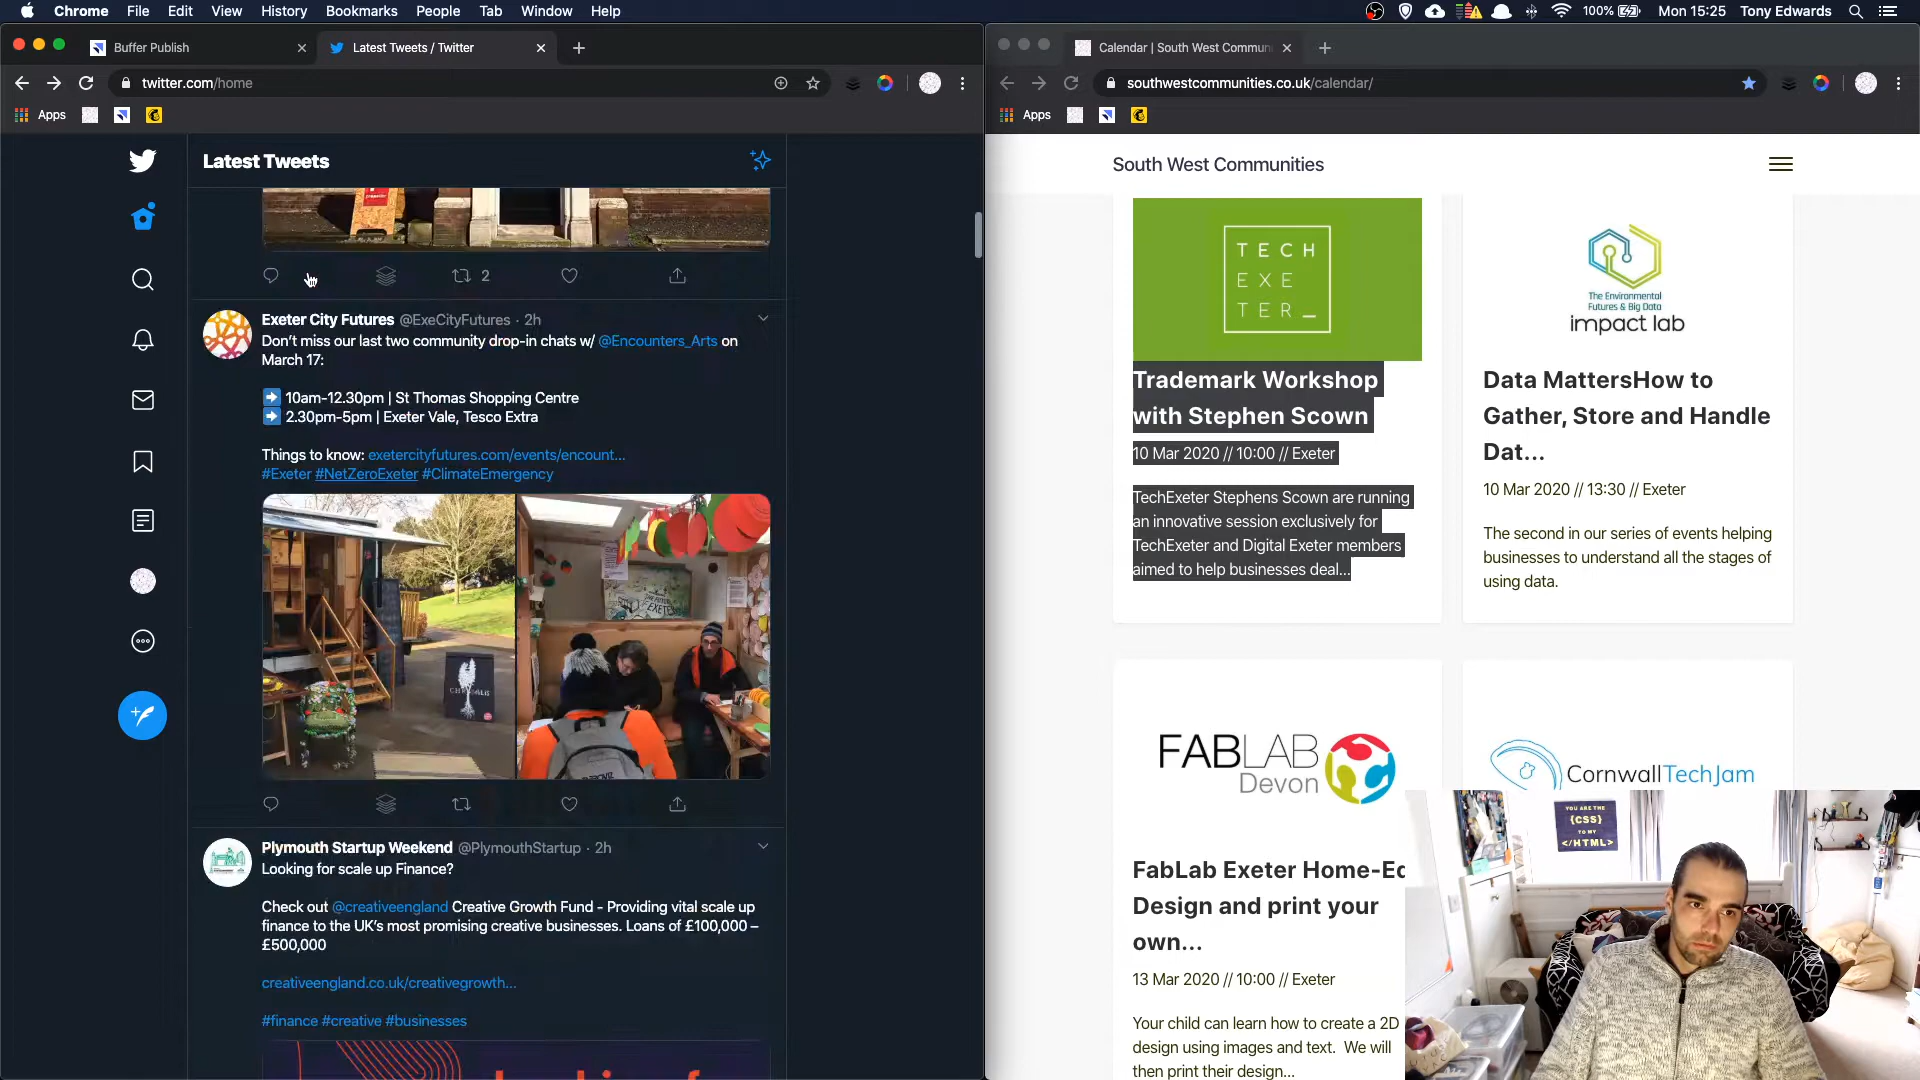 Chrome File Edit View History Bookmarks People Tab Window Help
100% Mon 15:25 Tony Edwards
Buffer Publish
Latest Tweets / Twitter
twitter.com/home
Apps
Latest Tweets
2
Exeter City Futures @ExeCityFutures · 2h
Don't miss our last two community drop-in chats w/ @Encounters_Arts on
March 17:
10am-12.30pm | St Thomas Shopping Centre
2.30pm-5pm | Exeter Vale, Tesco Extra
Things to know: exetercityfutures.com/events/encount...
#Exeter #NetZeroExeter #ClimateEmergency
Plymouth Startup Weekend @PlymouthStartup · 2h
Looking for scale up Finance?
Check out @creativeengland Creative Growth Fund - Providing vital scale up
finance to the UK's most promising creative businesses. Loans of £100,000 –
£500,000
creativeengland.co.uk/creativegrowth...
#finance #creative #businesses
Calendar | South West Commun
southwestcommunities.co.uk/calendar/
Apps
South West Communities
TECH
EXE
TER_
Trademark Workshop
with Stephen Scown
10 Mar 2020 // 10:00 // Exeter
TechExeter Stephens Scown are running
an innovative session exclusively for
TechExeter and Digital Exeter members
aimed to help businesses deal...
The Environmental
Futures & Big Data
impact lab
Data MattersHow to
Gather, Store and Handle
Dat...
10 Mar 2020 // 13:30 // Exeter
The second in our series of events helping
businesses to understand all the stages of
using data.
FABLAB
Devon
FabLab Exeter Home-Ed
Design and print your
own...
13 Mar 2020 // 10:00 // Exeter
Your child can learn how to create a 2D
design using images and text. We will
then print their design...
CornwallTechJam
YOU ARE THE
{CSS}
TO MY
</HTML>